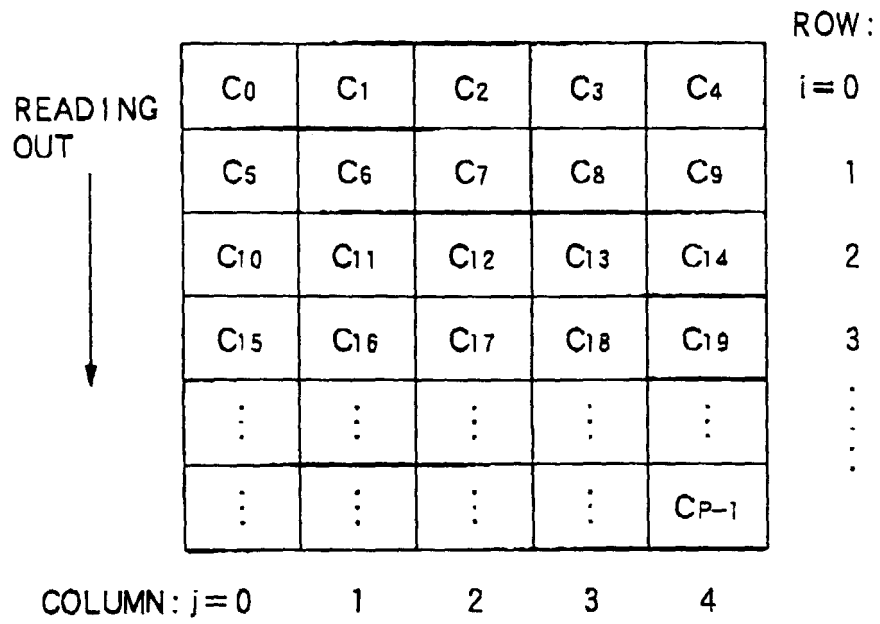 ROW:
C0 C1 C2 C3 C4 i=0
READING
OUT
C5 C6 C7 C8 C9 1
C10 C11 C12 C13 C14 2
C15 C16 C17 C18 C19 3
⋮ ⋮ ⋮ ⋮ ⋮ ⋮
⋮ ⋮ ⋮ ⋮ CP-1
COLUMN: j=0 1 2 3 4